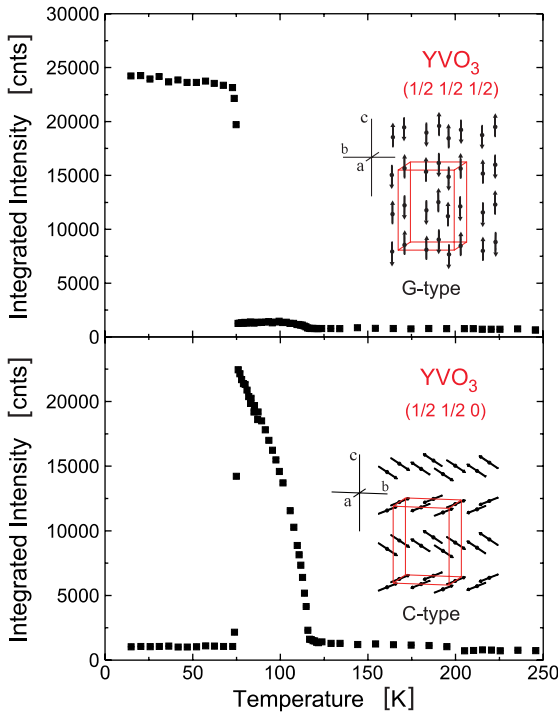 30000
25000
20000
15000
10000
5000
0
Integrated Intensity [cnts]
YVO3
(1/2 1/2 1/2)
c
b
a
G-type
20000
15000
10000
5000
0
Integrated Intensity [cnts]
YVO3
(1/2 1/2 0)
c
b
a
C-type
0 50 100 150 200 250
Temperature [K]